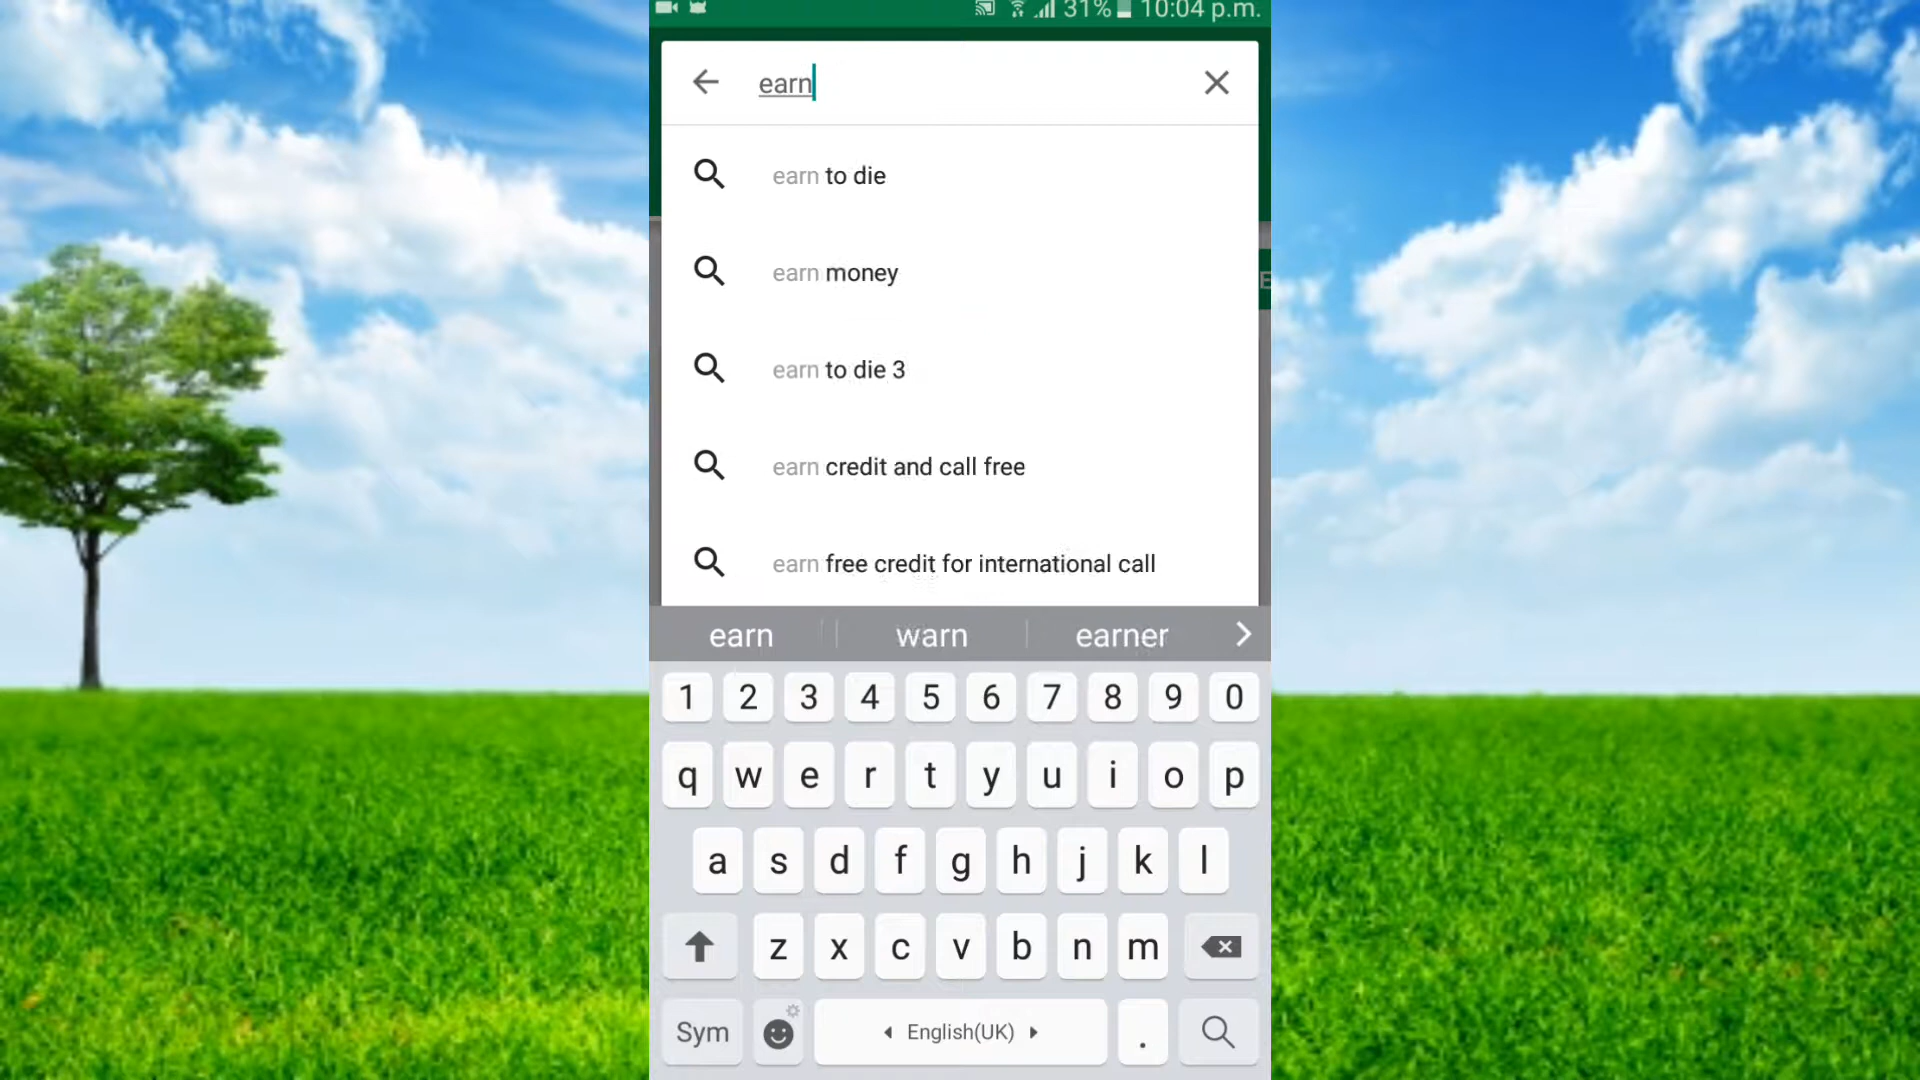 31% 10:04 p.m.
earn
earn to die
earn money
earn to die 3
earn credit and call free
earn free credit for international call
earn warn earner
1 2 3 4 5 6 7 8 9 0
q w e r t y u i o p
a s d f g h j k l
z x c v b n m
Sym English(UK) .